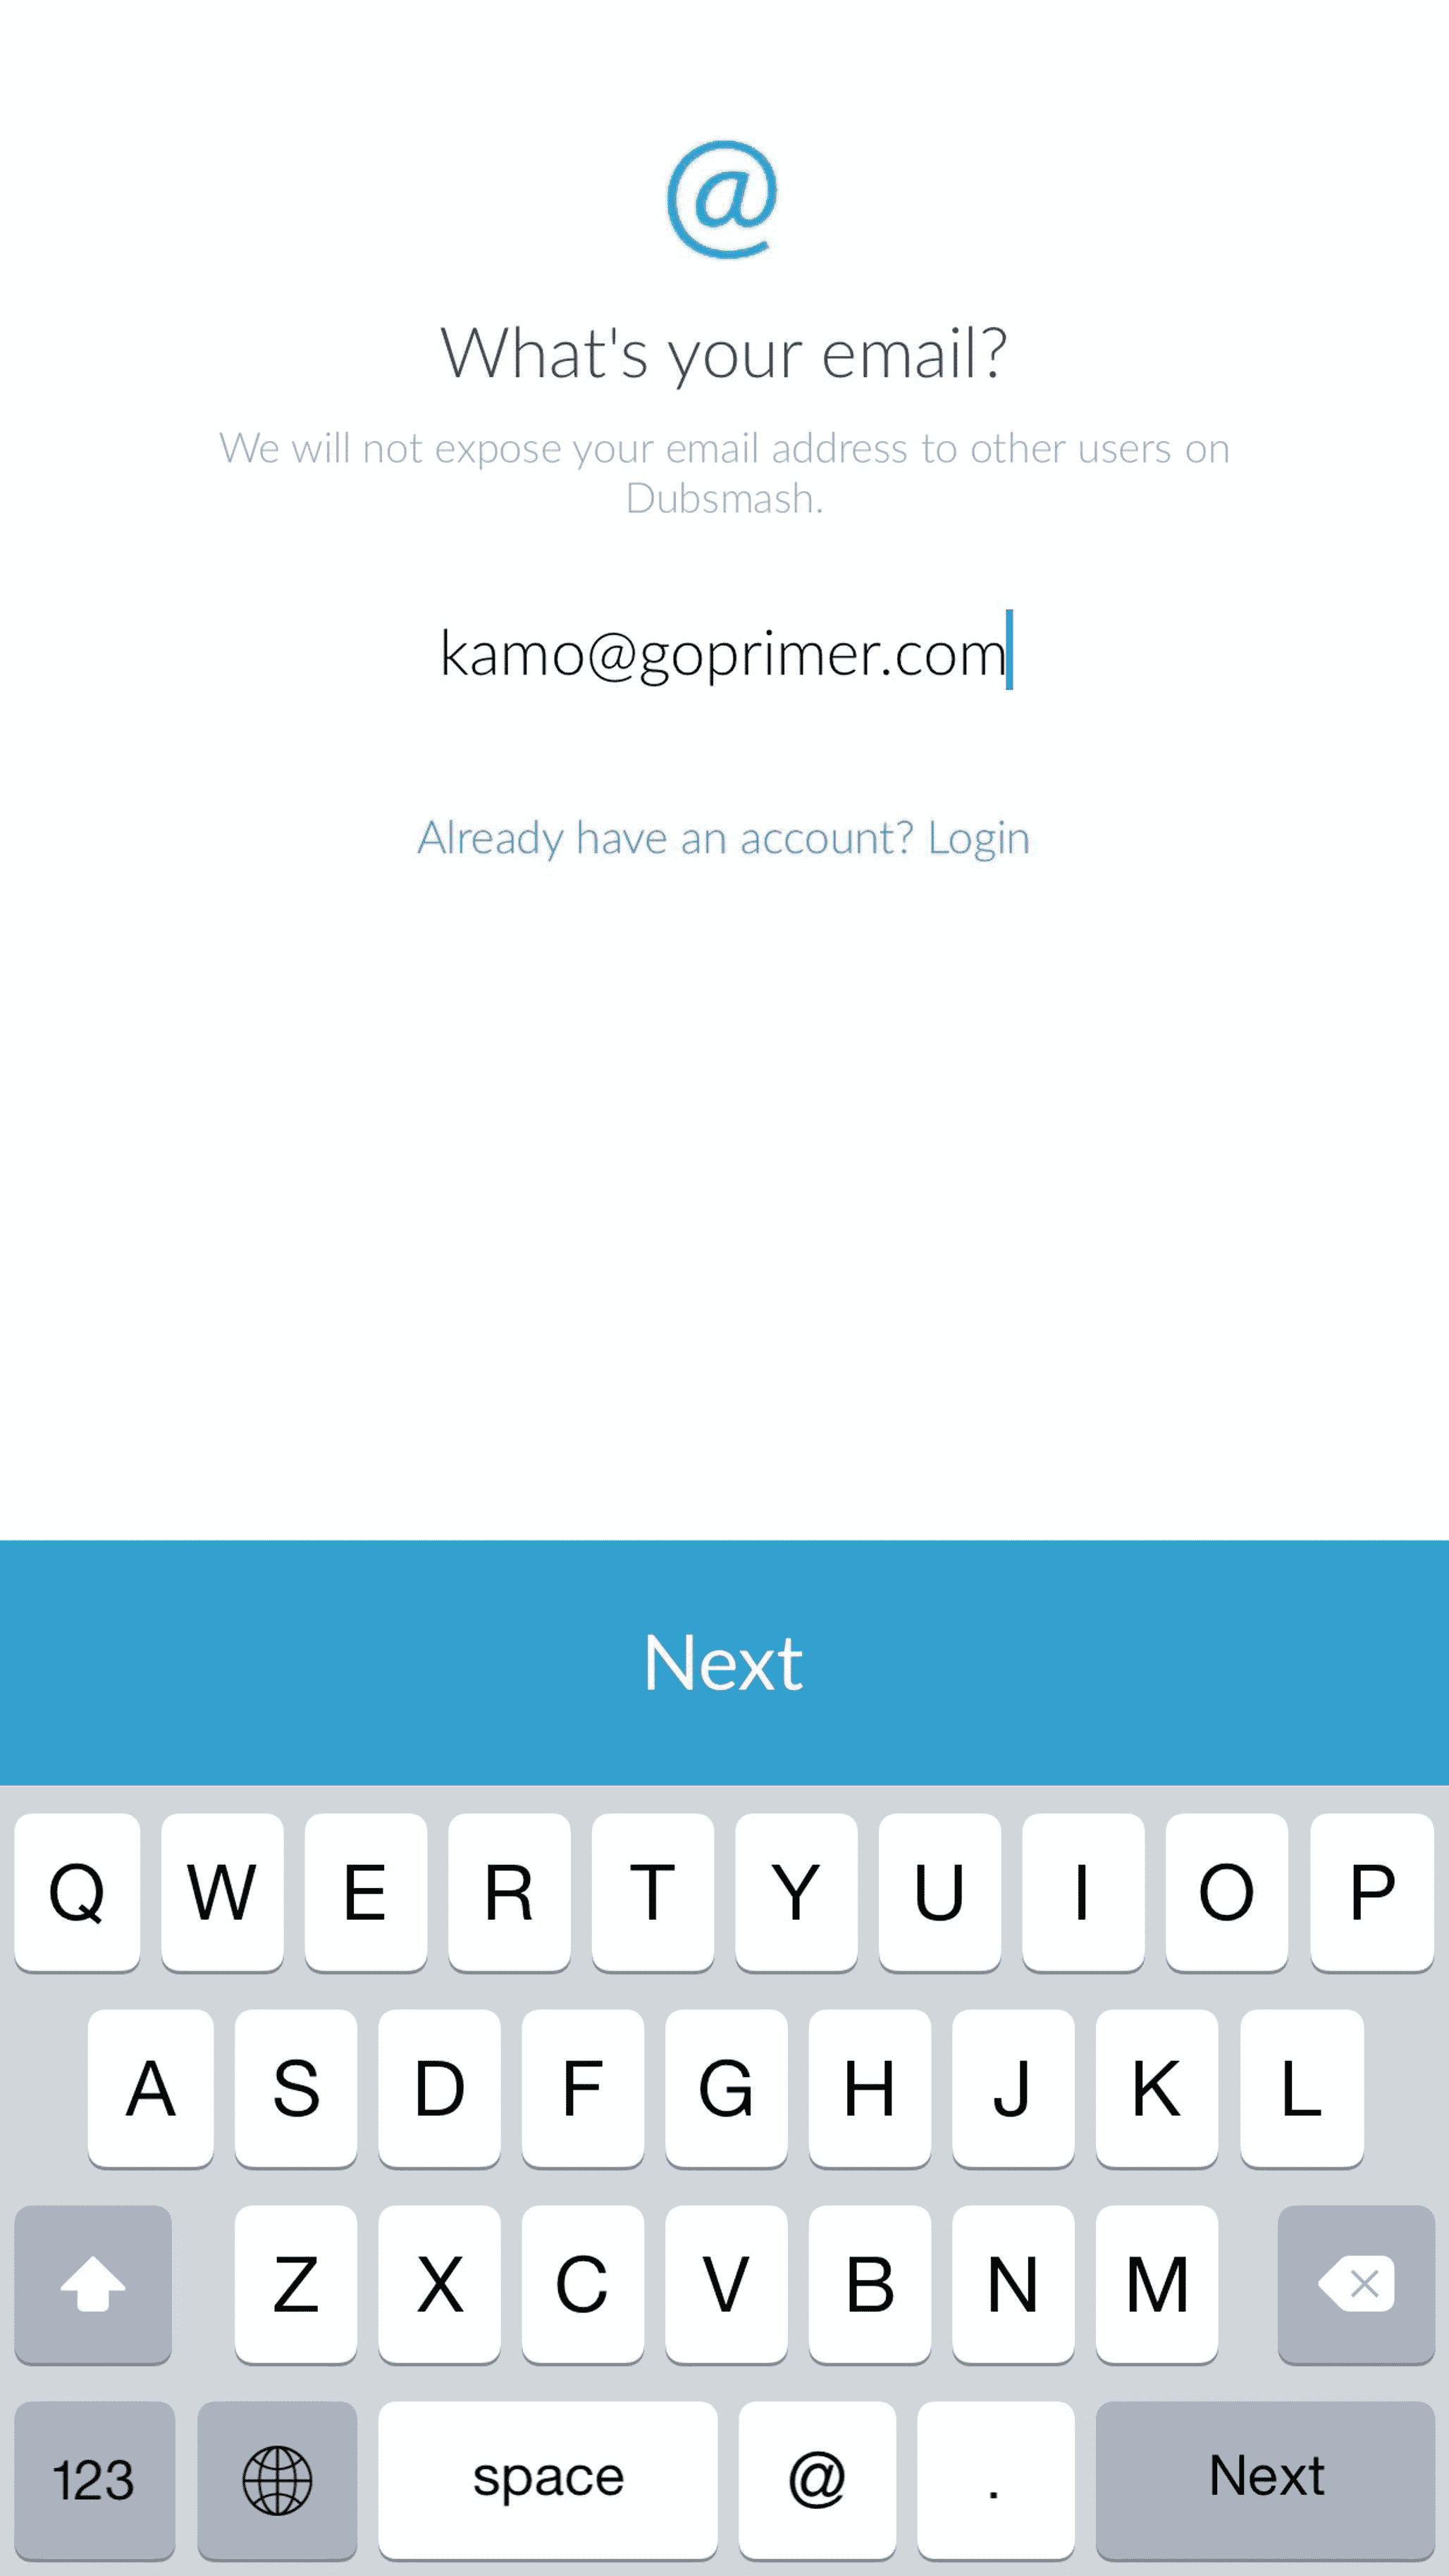 @
What's your email?
We will not expose your email address to other users on
Dubsmash.
kamo@goprimer.com
Already have an account? Login
Next
Q W E R T Y U I O P
A S D F G H J K L
Z X C V B N M
123 space @ . Next